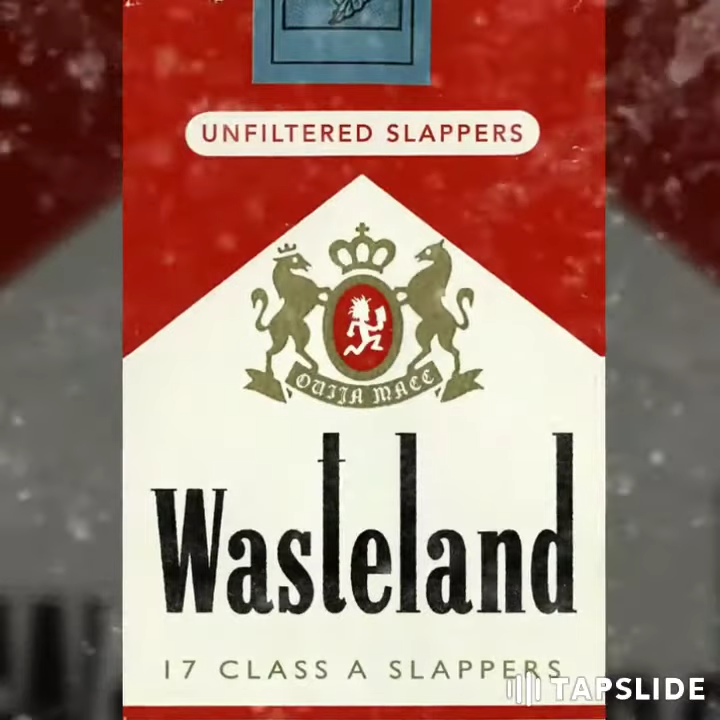 UNFILTERED SLAPPERS
OUIJA MACC
Wasteland
17 CLASS A SLAPPERS
TAPSLIDE